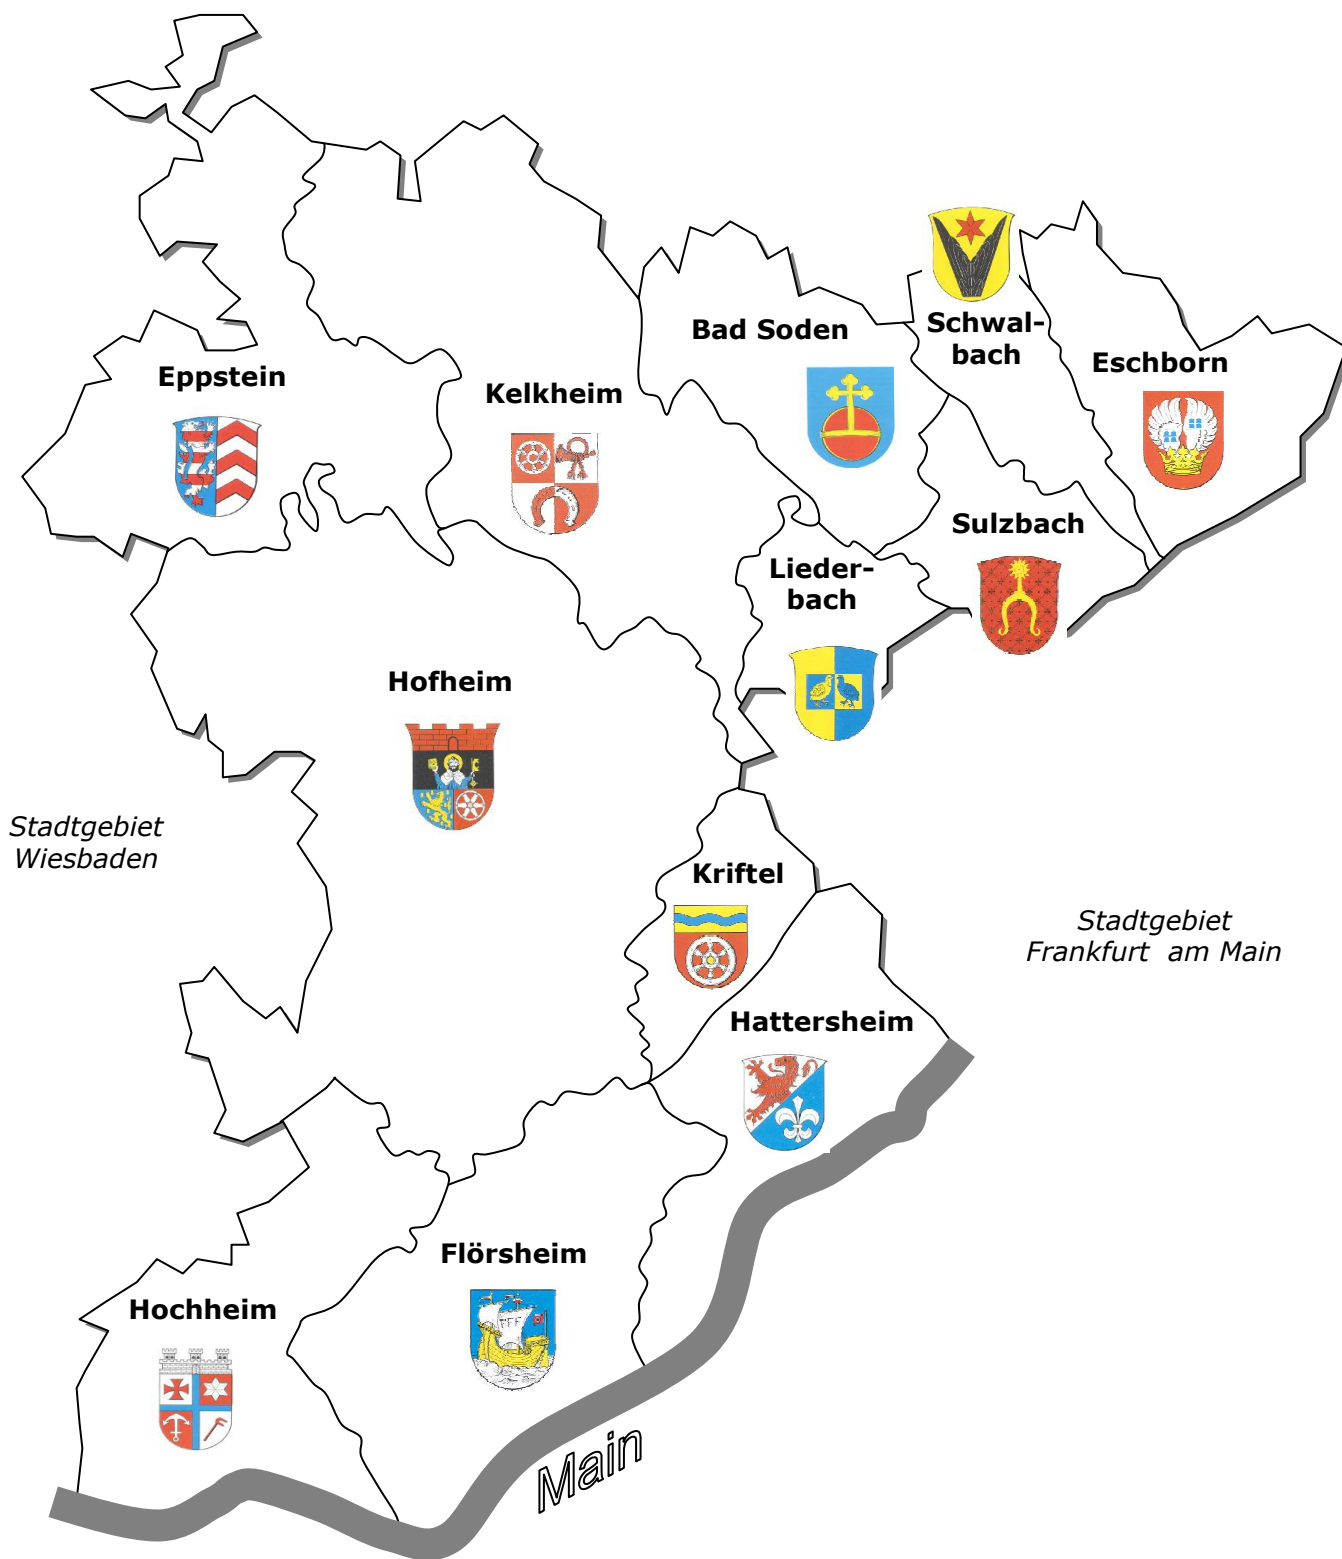 Bad Soden
Schwal-
bach
Eschborn
Eppstein
Kelkheim
Sulzbach
Lieder-
bach
Hofheim
Stadtgebiet
Wiesbaden
Kriftel
Stadtgebiet
Frankfurt am Main
Hattersheim
Flörsheim
FFF
Hochheim
Main